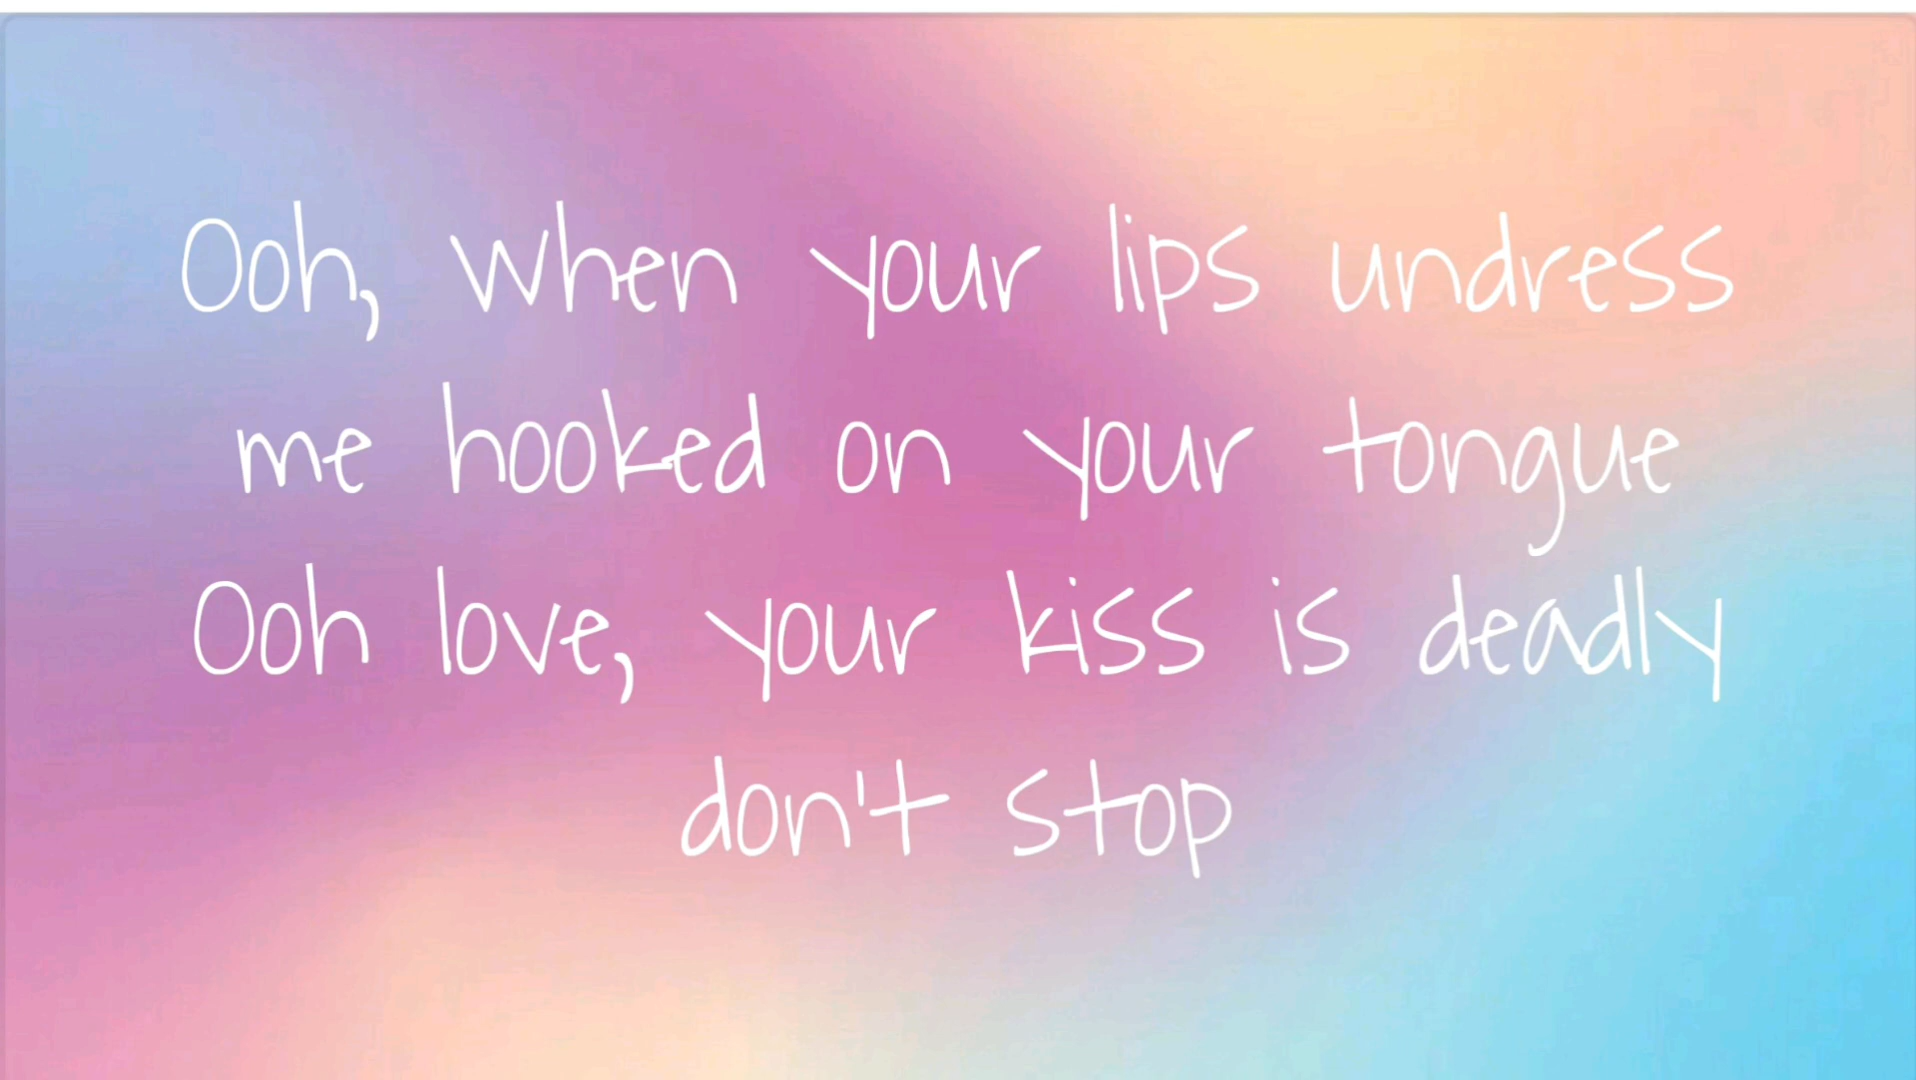 Ooh, when your lips undress
me hooked on your tongue
Ooh love, your kiss is deadly
don't stop